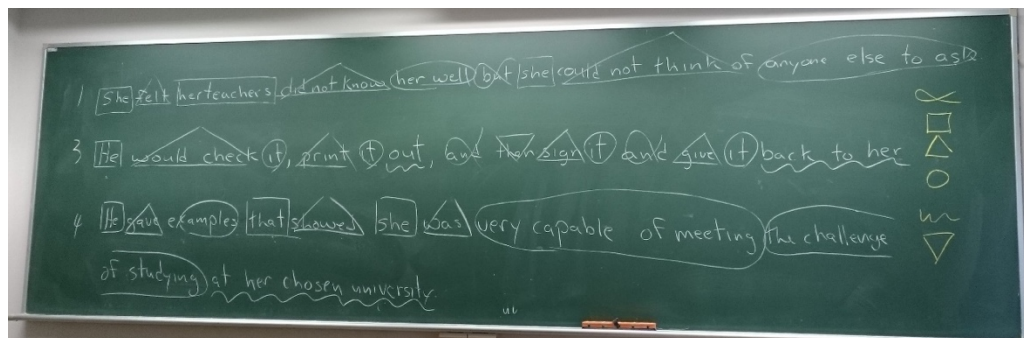 1 She felt her teachers did not know her well but she could not think of anyone else to ask
3 He would check it, print it out, and then sign it and give it back to her
4 He gave examples that showed she was very capable of meeting the challenge
of studying at her chosen university.